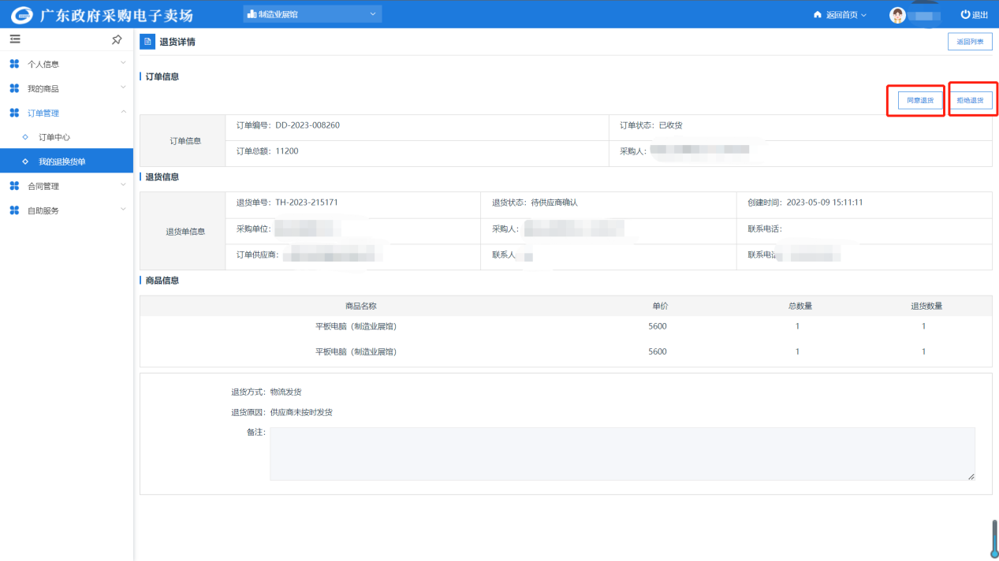 广东政府采购电子卖场
制造业展馆
返回首页
退出
个人信息
我的商品
订单管理
订单中心
我的退换货单
合同管理
自助服务
退货详情
返回列表
订单信息
同意退货 拒绝退货
订单信息
订单编号：DD-2023-008260
订单状态：已收货
订单总额：11200
采购人：
退货信息
退货单信息
退货单号：TH-2023-215171
退货状态：待供应商确认
创建时间：2023-05-09 15:11:11
采购单位：
采购人：
联系电话：
订单供应商：
联系人
联系电话
商品信息
商品名称 单价 总数量 退货数量
平板电脑（制造业展馆） 5600 1 1
平板电脑（制造业展馆） 5600 1 1
退货方式：物流发货
退货原因：供应商未按时发货
备注：